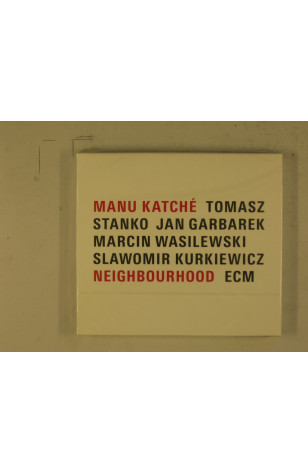 MANU KATCHÉ TOMASZ
STANKO JAN GARBAREK
MARCIN WASILEWSKI
SLAWOMIR KURKIEWICZ
NEIGHBOURHOOD ECM